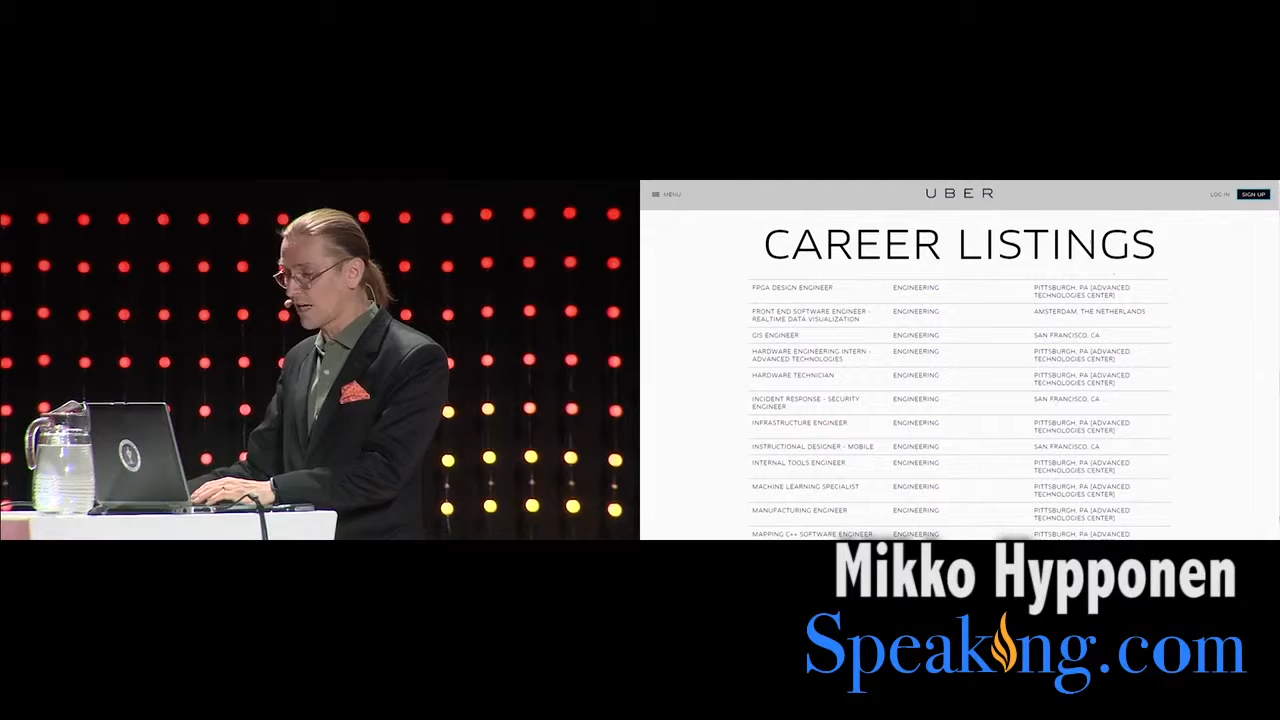 MENU
UBER
LOG IN
SIGN UP
CAREER LISTINGS
FPGA DESIGN ENGINEER ENGINEERING PITTSBURGH, PA [ADVANCED
TECHNOLOGIES CENTER]
FRONT END SOFTWARE ENGINEER - ENGINEERING AMSTERDAM, THE NETHERLANDS
REALTIME DATA VISUALIZATION
GIS ENGINEER ENGINEERING SAN FRANCISCO, CA
HARDWARE ENGINEERING INTERN - ENGINEERING PITTSBURGH, PA [ADVANCED
ADVANCED TECHNOLOGIES TECHNOLOGIES CENTER]
HARDWARE TECHNICIAN ENGINEERING PITTSBURGH, PA [ADVANCED
TECHNOLOGIES CENTER]
INCIDENT RESPONSE - SECURITY ENGINEERING SAN FRANCISCO, CA
ENGINEER
INFRASTRUCTURE ENGINEER ENGINEERING PITTSBURGH, PA [ADVANCED
TECHNOLOGIES CENTER]
INSTRUCTIONAL DESIGNER - MOBILE ENGINEERING SAN FRANCISCO, CA
INTERNAL TOOLS ENGINEER ENGINEERING PITTSBURGH, PA [ADVANCED
TECHNOLOGIES CENTER]
MACHINE LEARNING SPECIALIST ENGINEERING PITTSBURGH, PA [ADVANCED
TECHNOLOGIES CENTER]
MANUFACTURING ENGINEER ENGINEERING PITTSBURGH, PA [ADVANCED
TECHNOLOGIES CENTER]
MAPPING C++ SOFTWARE ENGINEER ENGINEERING PITTSBURGH, PA [ADVANCED
Mikko Hypponen
Speaking.com